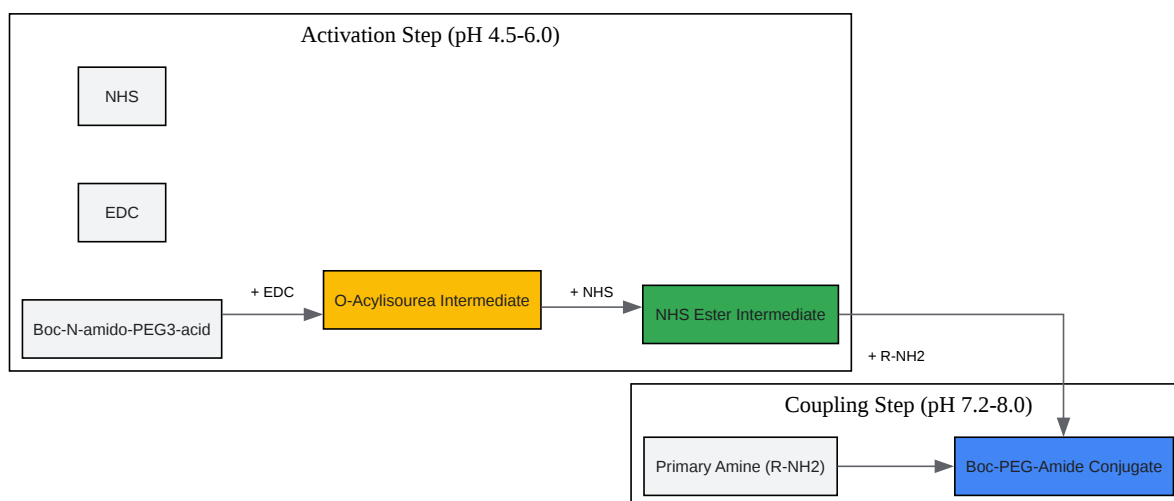 Activation Step (pH 4.5-6.0)
NHS
EDC
Boc-N-amido-PEG3-acid
+ EDC
O-Acylisourea Intermediate
+ NHS
NHS Ester Intermediate
+ R-NH2
Coupling Step (pH 7.2-8.0)
Primary Amine (R-NH2)
Boc-PEG-Amide Conjugate